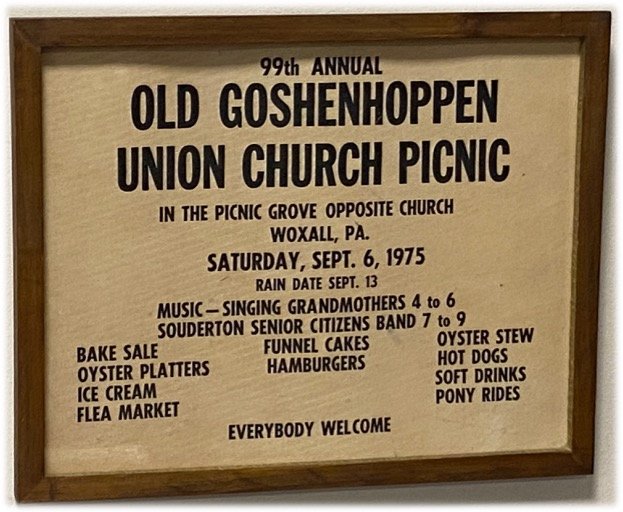 99th ANNUAL
OLD GOSHENHOPPEN
UNION CHURCH PICNIC
IN THE PICNIC GROVE OPPOSITE CHURCH
WOXALL, PA.
SATURDAY, SEPT. 6, 1975
RAIN DATE SEPT. 13
MUSIC—SINGING GRANDMOTHERS 4 to 6
SOUDERTON SENIOR CITIZENS BAND 7 to 9
BAKE SALE
OYSTER PLATTERS
ICE CREAM
FLEA MARKET
FUNNEL CAKES
HAMBURGERS
OYSTER STEW
HOT DOGS
SOFT DRINKS
PONY RIDES
EVERYBODY WELCOME